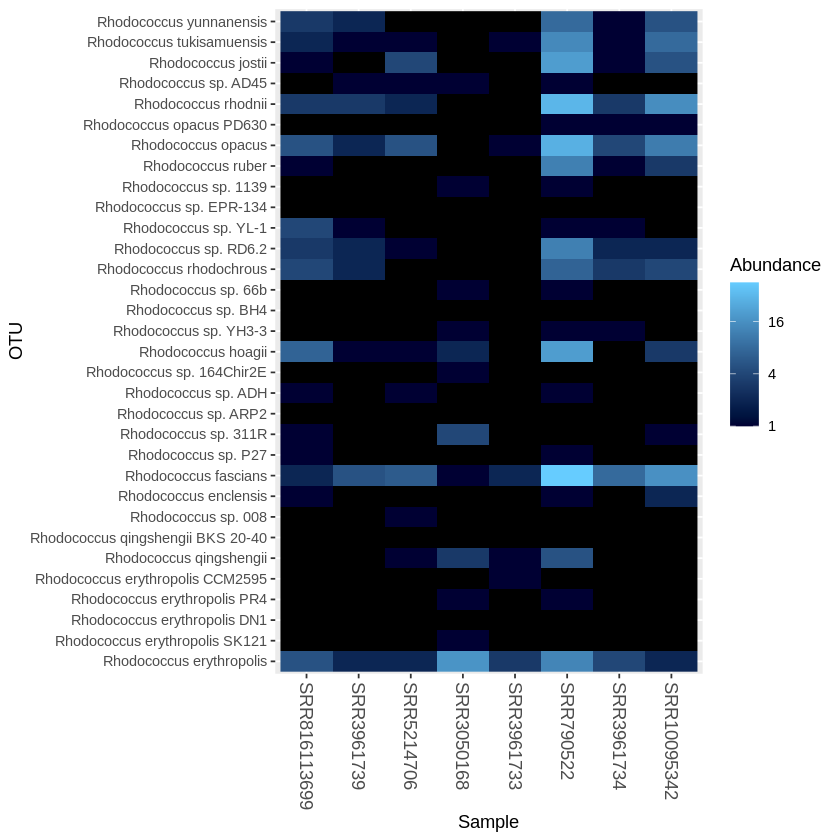 Rhodococcus yunnanensis
Rhodococcus tukisamuensis
Rhodococcus jostii
Rhodococcus sp. AD45
Rhodococcus rhodnii
Rhodococcus opacus PD630
Rhodococcus opacus
Rhodococcus ruber
Rhodococcus sp. 1139
Rhodococcus sp. EPR-134
Rhodococcus sp. YL-1
Rhodococcus sp. RD6.2
Rhodococcus rhodochrous
Rhodococcus sp. 66b
Rhodococcus sp. BH4
Rhodococcus sp. YH3-3
Rhodococcus hoagii
Rhodococcus sp. 164Chir2E
Rhodococcus sp. ADH
Rhodococcus sp. ARP2
Rhodococcus sp. 311R
Rhodococcus sp. P27
Rhodococcus fascians
Rhodococcus enclensis
Rhodococcus sp. 008
Rhodococcus qingshengii BKS 20-40
Rhodococcus qingshengii
Rhodococcus erythropolis CCM2595
Rhodococcus erythropolis PR4
Rhodococcus erythropolis DN1
Rhodococcus erythropolis SK121
Rhodococcus erythropolis
OTU
SRR816113699
SRR3961739
SRR5214706
SRR3050168
SRR3961733
SRR790522
SRR3961734
SRR10095342
Sample
Abundance
16
4
1